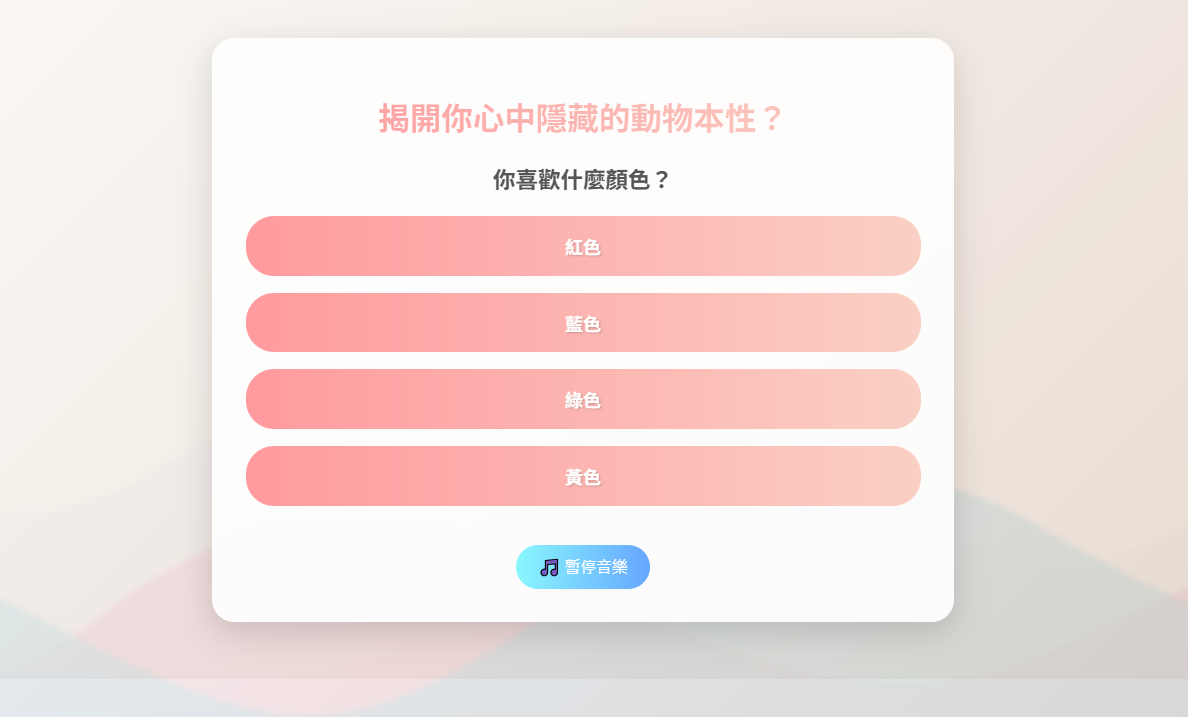 揭開你心中隱藏的動物本性？
你喜歡什麼顏色？
紅色
藍色
綠色
黃色
🎵 暫停音樂